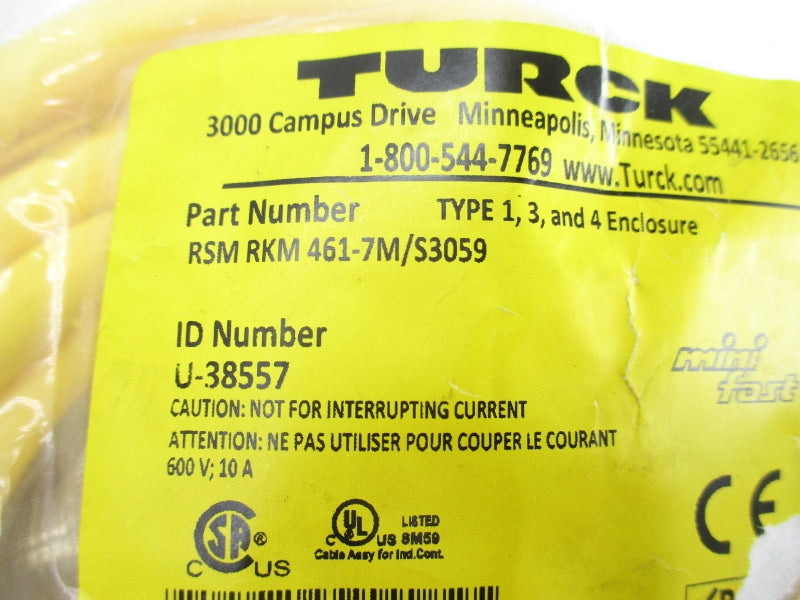 TURCK
3000 Campus Drive Minneapolis, Minnesota 55441-2656
1-800-544-7769 www.Turck.com
Part Number TYPE 1, 3, and 4 Enclosure
RSM RKM 461-7M/S3059
ID Number
U-38557
mini
fast
CAUTION: NOT FOR INTERRUPTING CURRENT
ATTENTION: NE PAS UTILISER POUR COUPER LE COURANT
600 V; 10 A
CE
SA ®
C US
C UL US LISTED
8M59
Cable Assy for Ind.Cont.